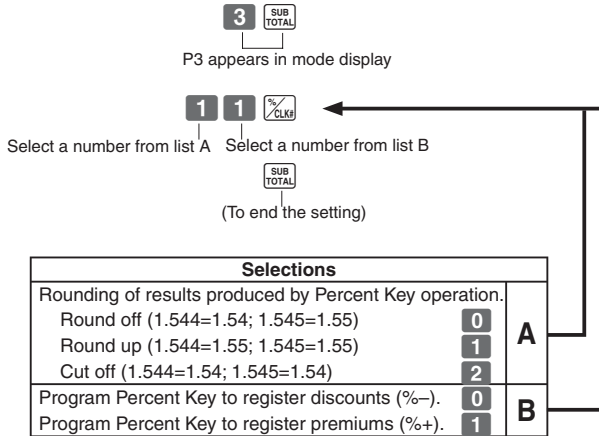 3 SUB TOTAL
P3 appears in mode display
1 1 %/CLK#
Select a number from list A Select a number from list B
SUB TOTAL
(To end the setting)
Selections
Rounding of results produced by Percent Key operation.
Round off (1.544=1.54; 1.545=1.55) 0
Round up (1.544=1.55; 1.545=1.55) 1
Cut off (1.544=1.54; 1.545=1.54) 2
A
Program Percent Key to register discounts (%–). 0
Program Percent Key to register premiums (%+). 1
B